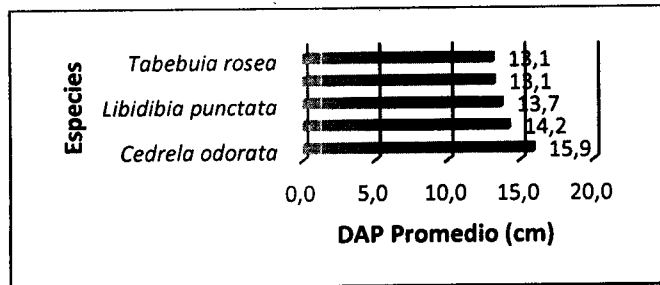 Especies
Tabebuia rosea
13,1
13,1
Libidibia punctata
13,7
14,2
Cedrela odorata
15,9
0,0 5,0 10,0 15,0 20,0
DAP Promedio (cm)